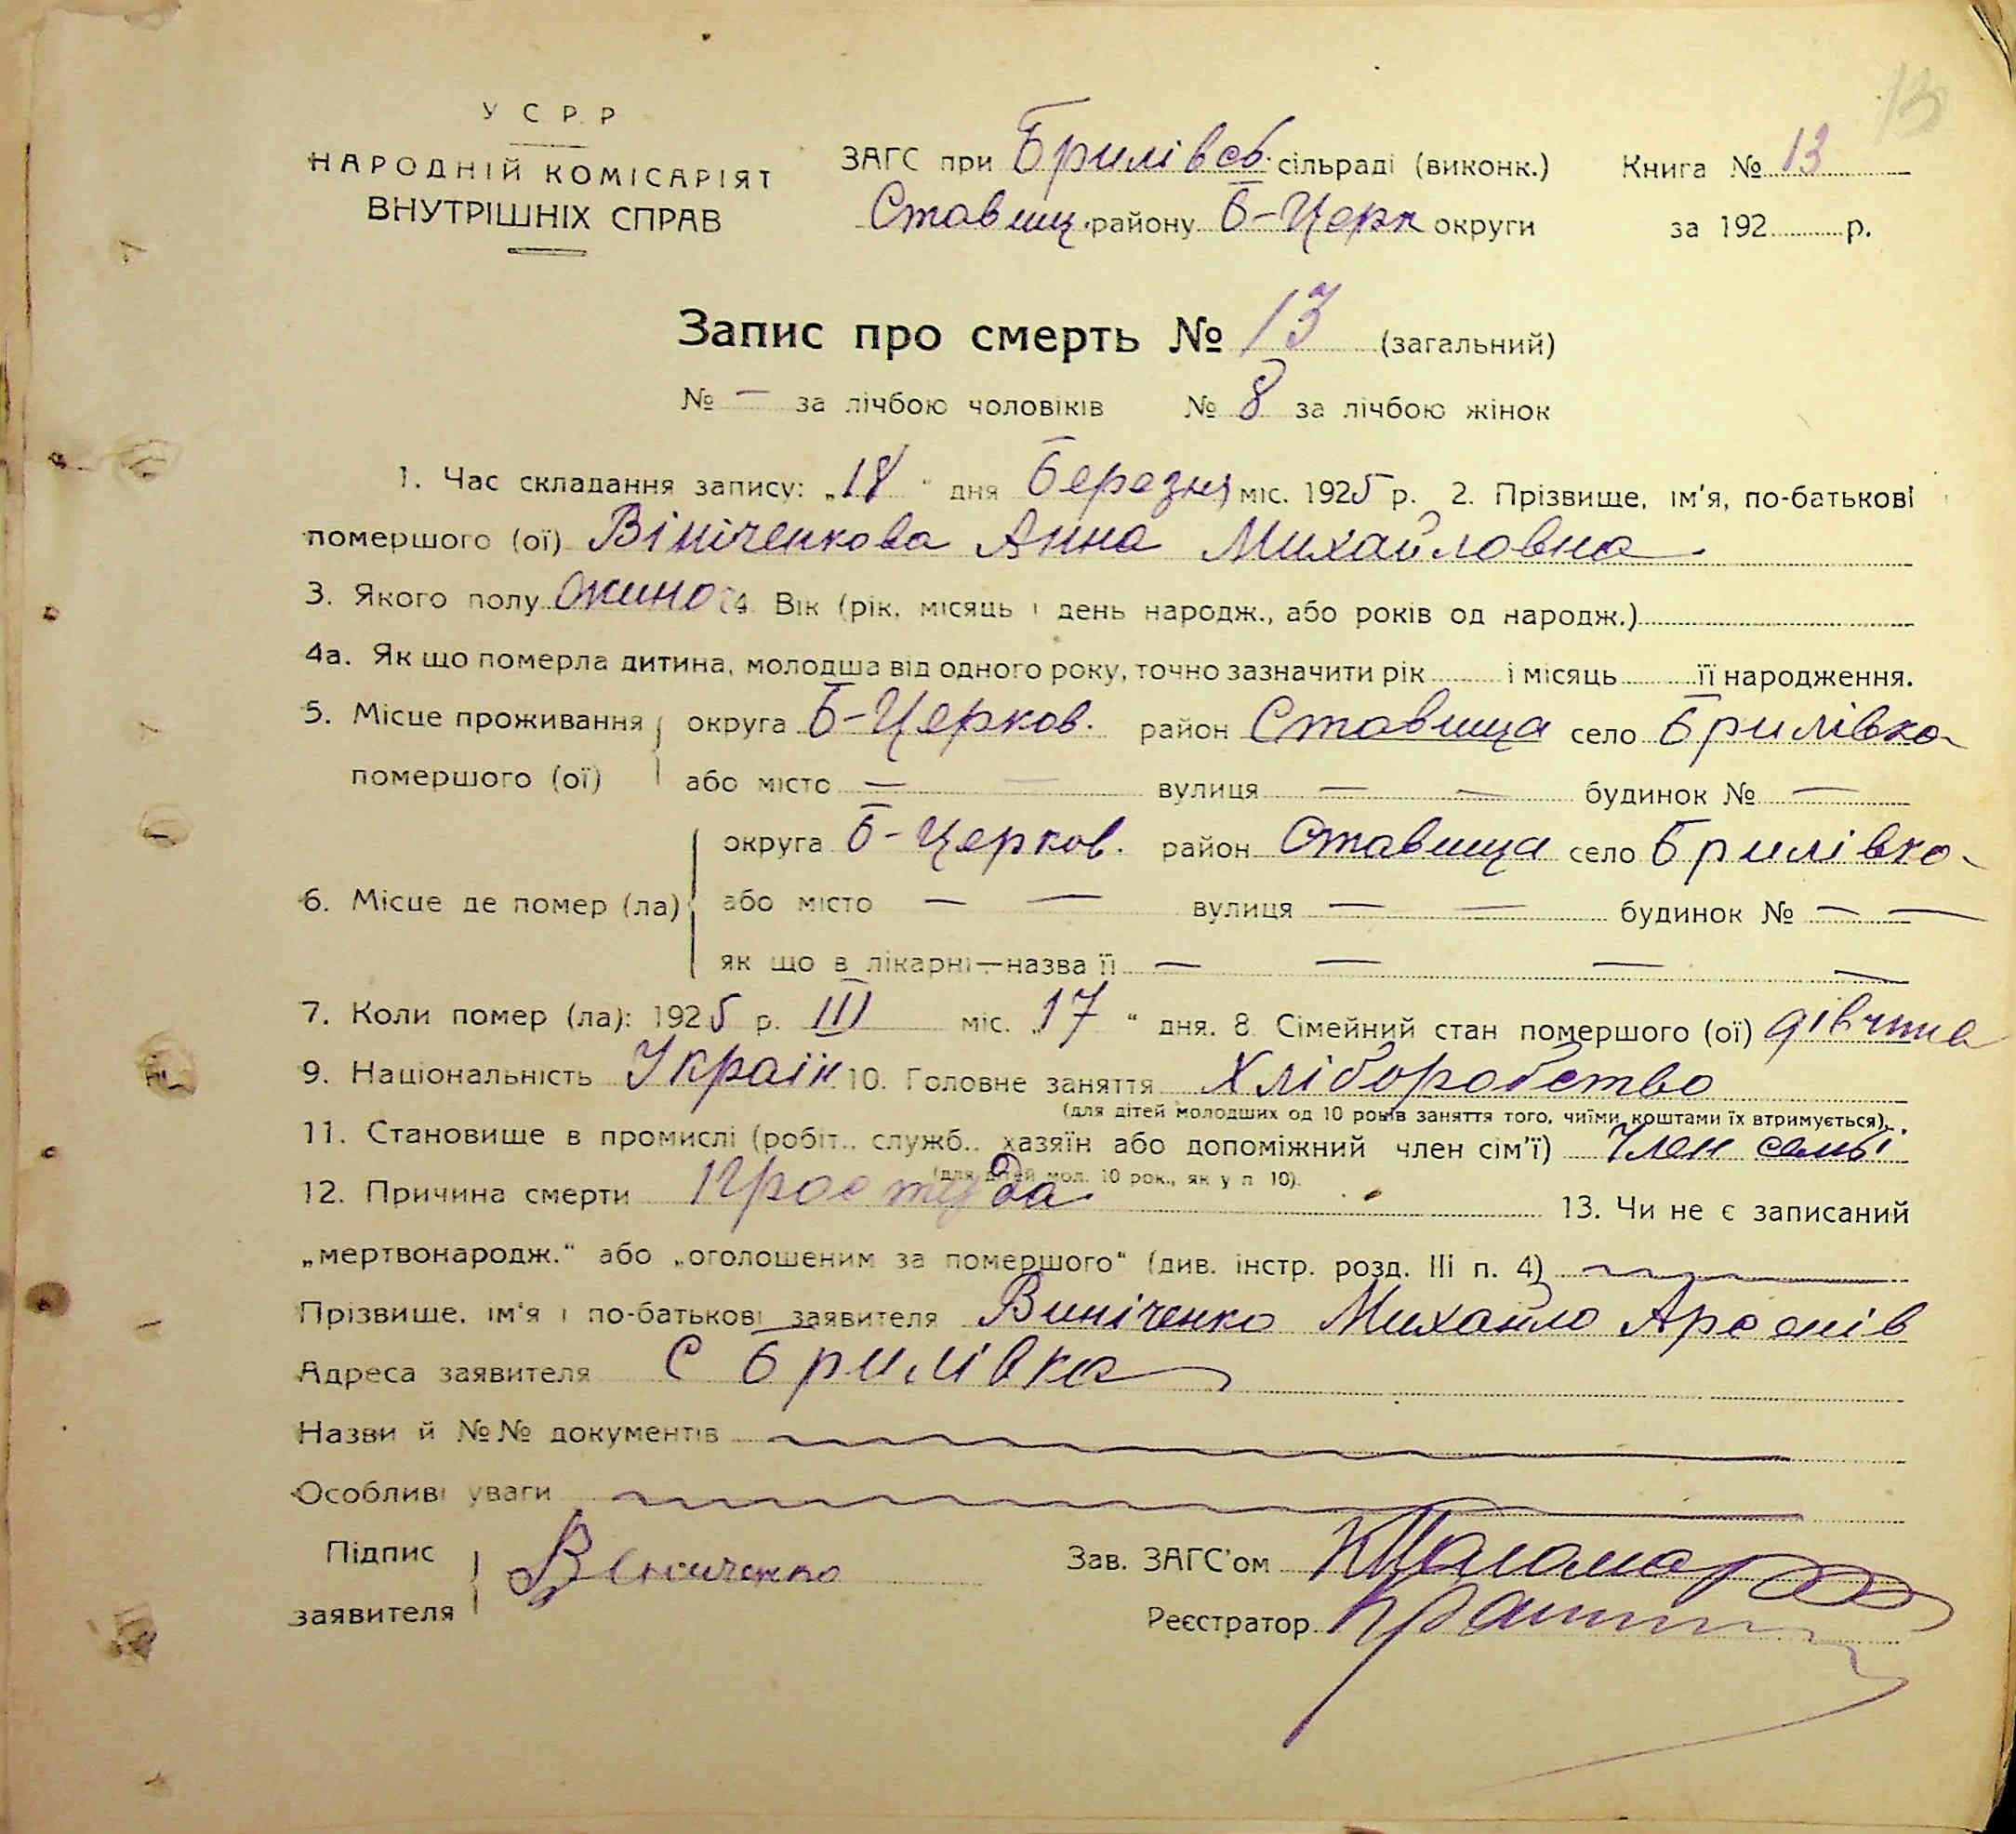 13
У С Р Р
НАРОДНІЙ КОМІСАРІЯТ
ВНУТРІШНІХ СПРАВ
ЗАГС при Брилівсб. сільраді (виконк.) Книга № 13
Ставищ. району Б-Церк округи за 192 р.
Запис про смерть № 13 (загальний)
№ — за лічбою чоловіків № 8 за лічбою жінок
1. Час складання запису: „18 " дня Березня міс. 1925 р. 2. Прізвище, ім'я, по-батькові
помершого (ої) Вініченкова Анна Михайловна
3. Якого полу жіно 4. Вік (рік, місяць і день народж., або років од народж.)
4а. Як що померла дитина, молодша від одного року, точно зазначити рік і місяць її народження.
5. Місце проживання округа Б-Церков. район Ставища село Брилівка
помершого (ої) або місто — — вулиця — — будинок № —
округа Б-Церков. район Ставища село Брилівка
6. Місце де помер (ла) або місто — — вулиця — — будинок № — —
як що в лікарні—назва її — — — —
7. Коли помер (ла): 1925 р. III міс. „17 " дня. 8. Сімейний стан помершого (ої) дівчина
9. Національність Україн 10. Головне заняття Хліборобство
(для дітей молодших од 10 років заняття того, чиїми коштами їх втримується).
11. Становище в промислі (робіт., служб., хазяїн або допоміжний член сім'ї) Член семьі
(для дітей мол. 10 рок., як у п 10).
12. Причина смерти Простуда 13. Чи не є записаний
„мертвонародж." або „оголошеним за помершого" (див. інстр. розд. III п. 4)
Прізвище, ім'я і по-батькові заявителя Виніченко Михайло Арсенів
Адреса заявителя С Брилівка
Назви й №№ документів
Особливі уваги
Підпис заявителя Вениченко
Зав. ЗАГС'ом
Реєстратор